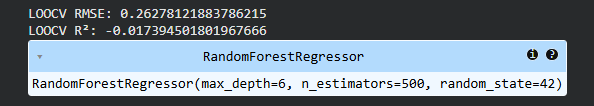 LOOCV RMSE: 0.26278121883786215
LOOCV R²: -0.017394501801967666
RandomForestRegressor
RandomForestRegressor(max_depth=6, n_estimators=500, random_state=42)